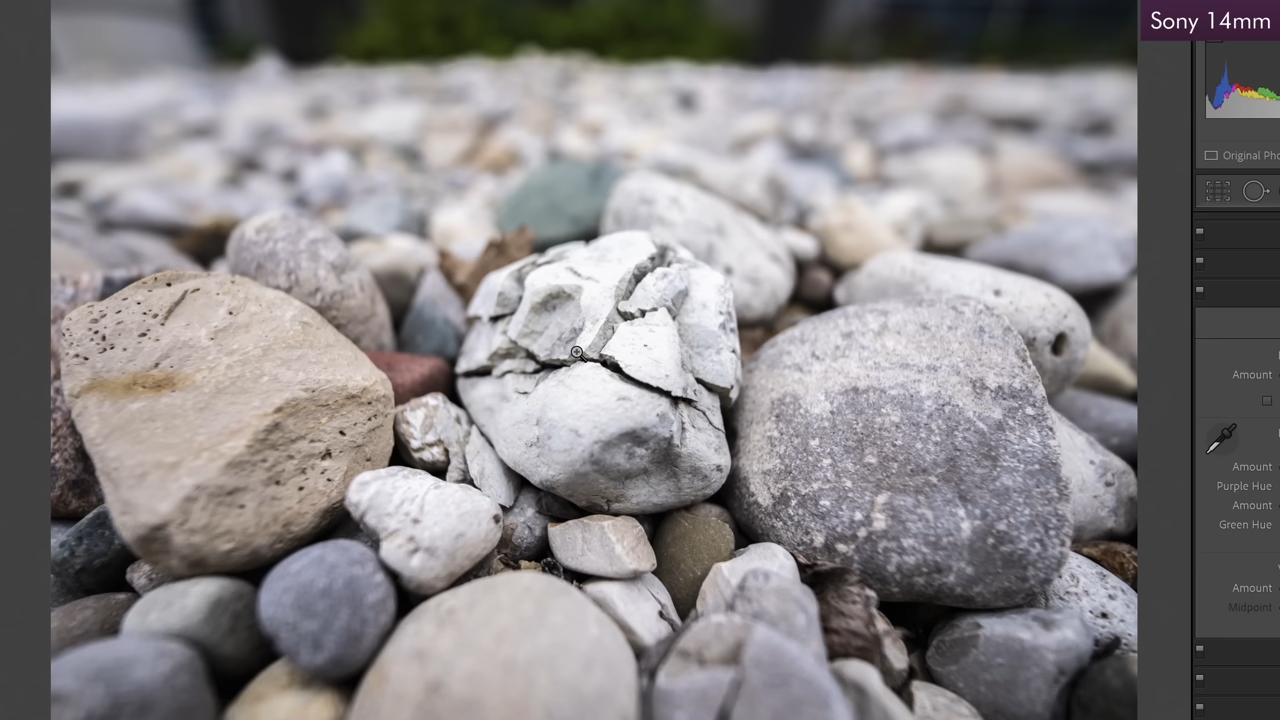 Sony 14mm
Original Pho
Amount
Amount
Purple Hue
Amount
Green Hue
Amount
Midpoint